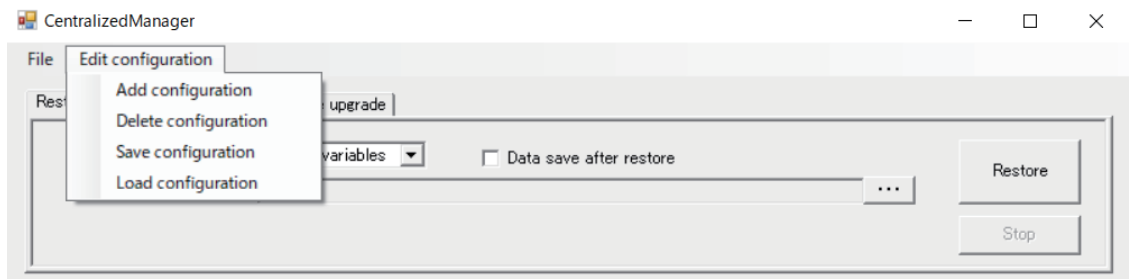 CentralizedManager
File Edit configuration
Add configuration
Delete configuration
Save configuration
Load configuration
Rest upgrade
variables Data save after restore
...
Restore
Stop